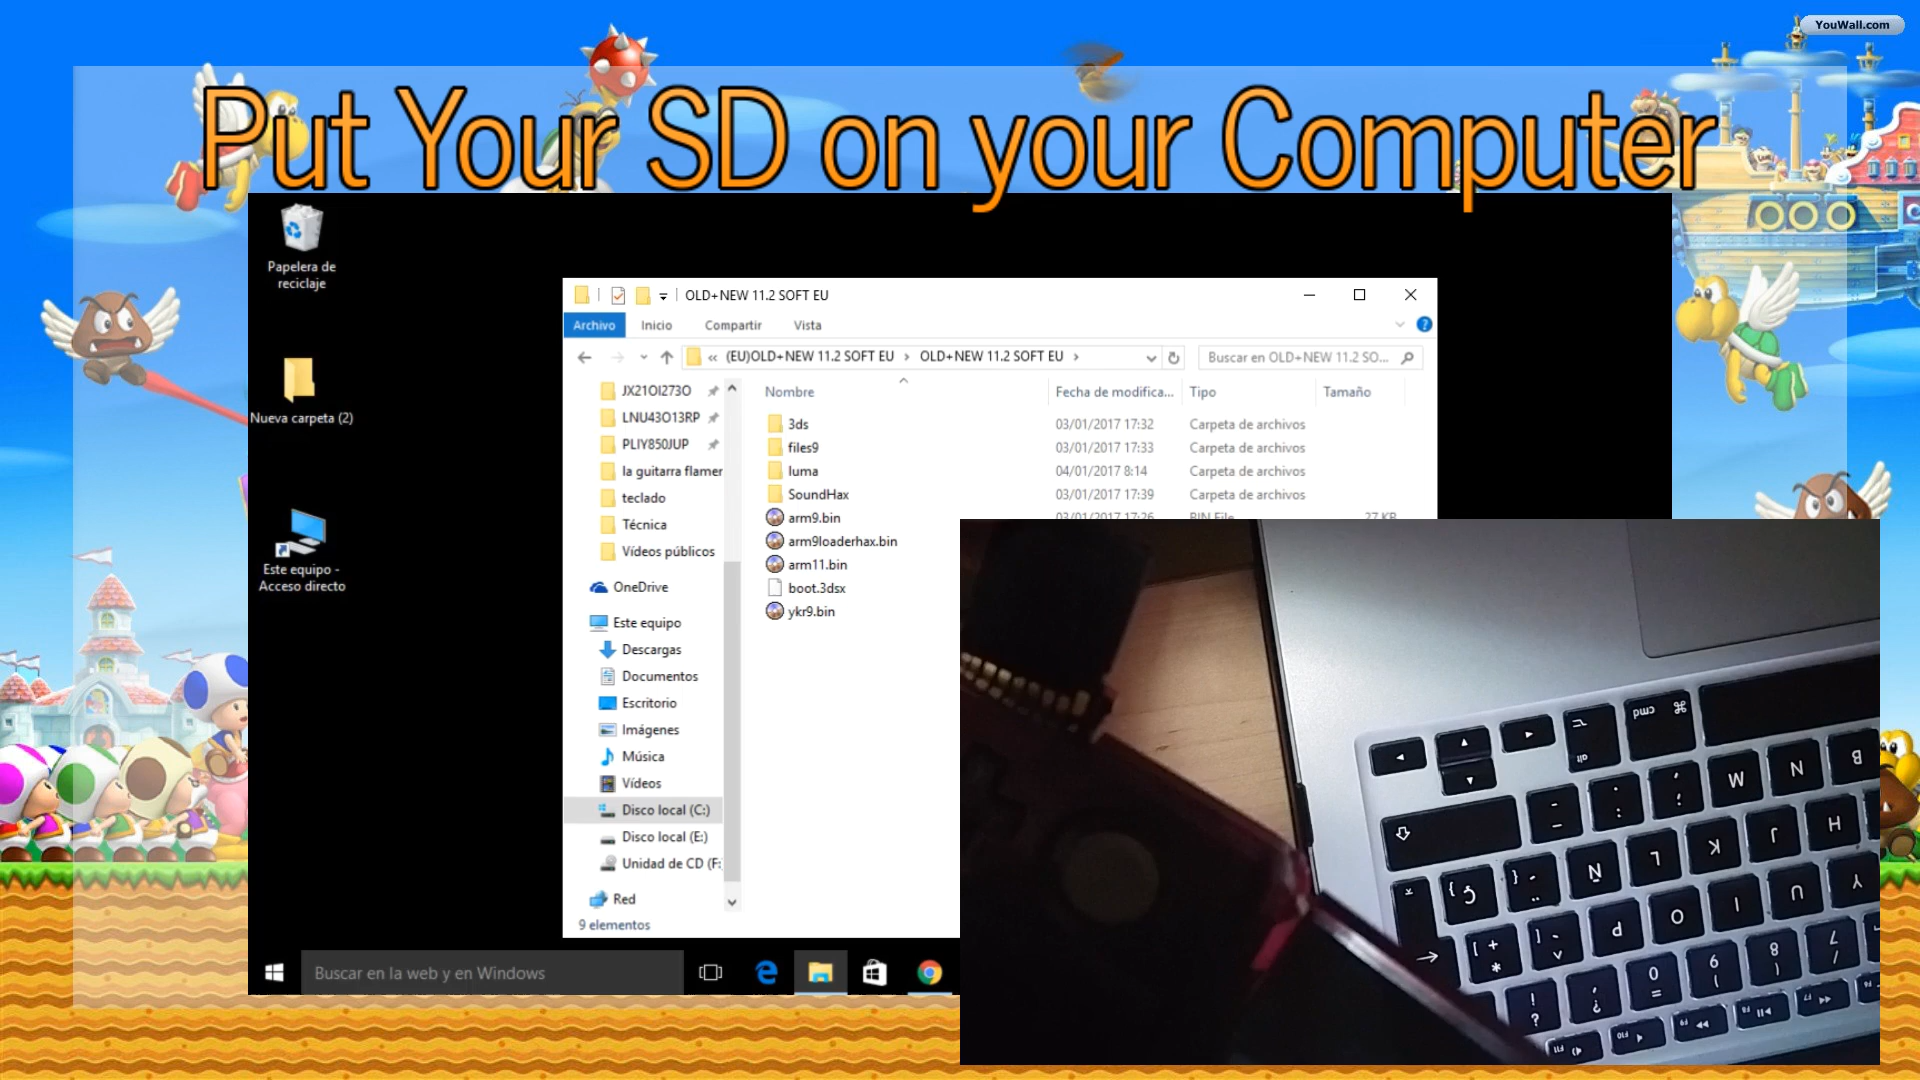 YouWall.com
Put Your SD on your Computer
Papelera de
reciclaje
Nueva carpeta (2)
Este equipo -
Acceso directo
OLD+NEW 11.2 SOFT EU
Archivo Inicio Compartir Vista
« (EU)OLD+NEW 11.2 SOFT EU › OLD+NEW 11.2 SOFT EU ›
Buscar en OLD+NEW 11.2 SO...
JX21OI273O
LNU43O13RP
PLIY850JUP
la guitarra flamer
teclado
Técnica
Vídeos públicos
OneDrive
Este equipo
Descargas
Documentos
Escritorio
Imágenes
Música
Vídeos
Disco local (C:)
Disco local (E:)
Unidad de CD (F:
Red
9 elementos
Nombre Fecha de modifica... Tipo Tamaño
3ds 03/01/2017 17:32 Carpeta de archivos
files9 03/01/2017 17:33 Carpeta de archivos
luma 04/01/2017 8:14 Carpeta de archivos
SoundHax 03/01/2017 17:39 Carpeta de archivos
arm9.bin 03/01/2017 17:26 BIN File 27 KB
arm9loaderhax.bin
arm11.bin
boot.3dsx
ykr9.bin
Buscar en la web y en Windows
cmd ⌘
alt
B N M
H J K L Ñ
Y U I O P
7 8 9 0